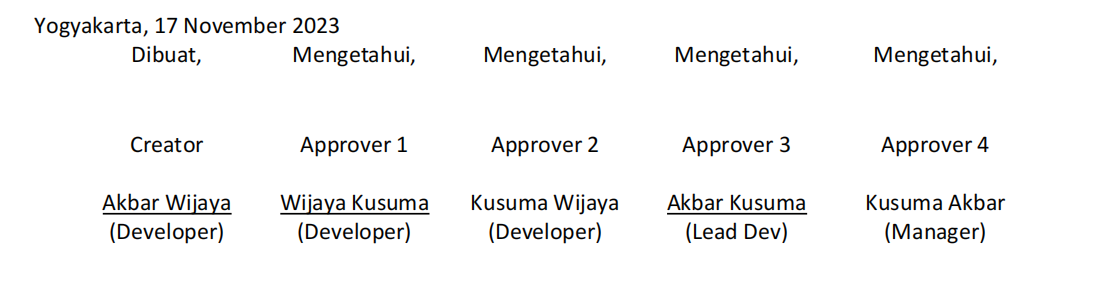 Yogyakarta, 17 November 2023
Dibuat, Mengetahui, Mengetahui, Mengetahui, Mengetahui,
Creator Approver 1 Approver 2 Approver 3 Approver 4
Akbar Wijaya Wijaya Kusuma Kusuma Wijaya Akbar Kusuma Kusuma Akbar
(Developer) (Developer) (Developer) (Lead Dev) (Manager)